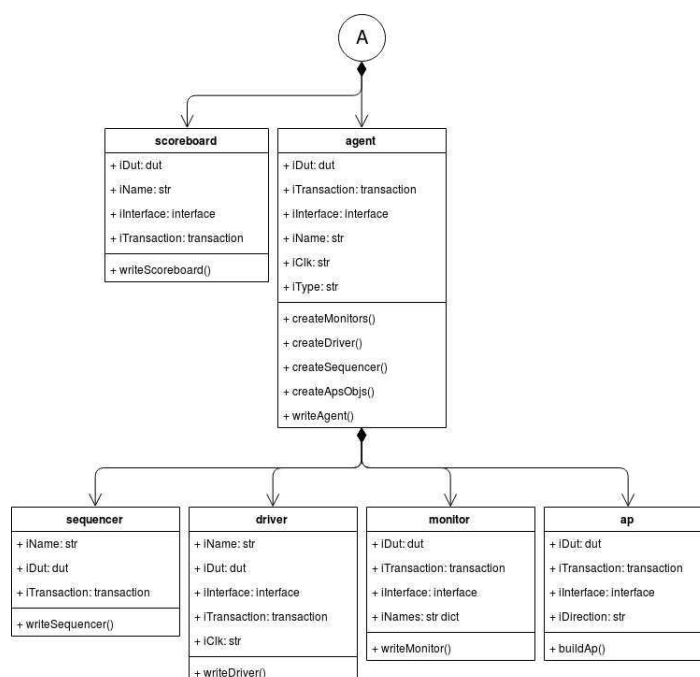 A
scoreboard
+ iDut: dut
+ iName: str
+ iInterface: interface
+ iTransaction: transaction
+ writeScoreboard()
agent
+ iDut: dut
+ iTransaction: transaction
+ iInterface: interface
+ iName: str
+ iClk: str
+ iType: str
+ createMonitors()
+ createDriver()
+ createSequencer()
+ createApsObjs()
+ writeAgent()
sequencer
+ iName: str
+ iDut: dut
+ iTransaction: transaction
+ writeSequencer()
driver
+ iName: str
+ iDut: dut
+ iInterface: interface
+ iTransaction: transaction
+ iClk: str
+ writeDriver()
monitor
+ iDut: dut
+ iTransaction: transaction
+ iInterface: interface
+ iNames: str dict
+ writeMonitor()
ap
+ iDut: dut
+ iTransaction: transaction
+ iInterface: interface
+ iDirection: str
+ buildAp()